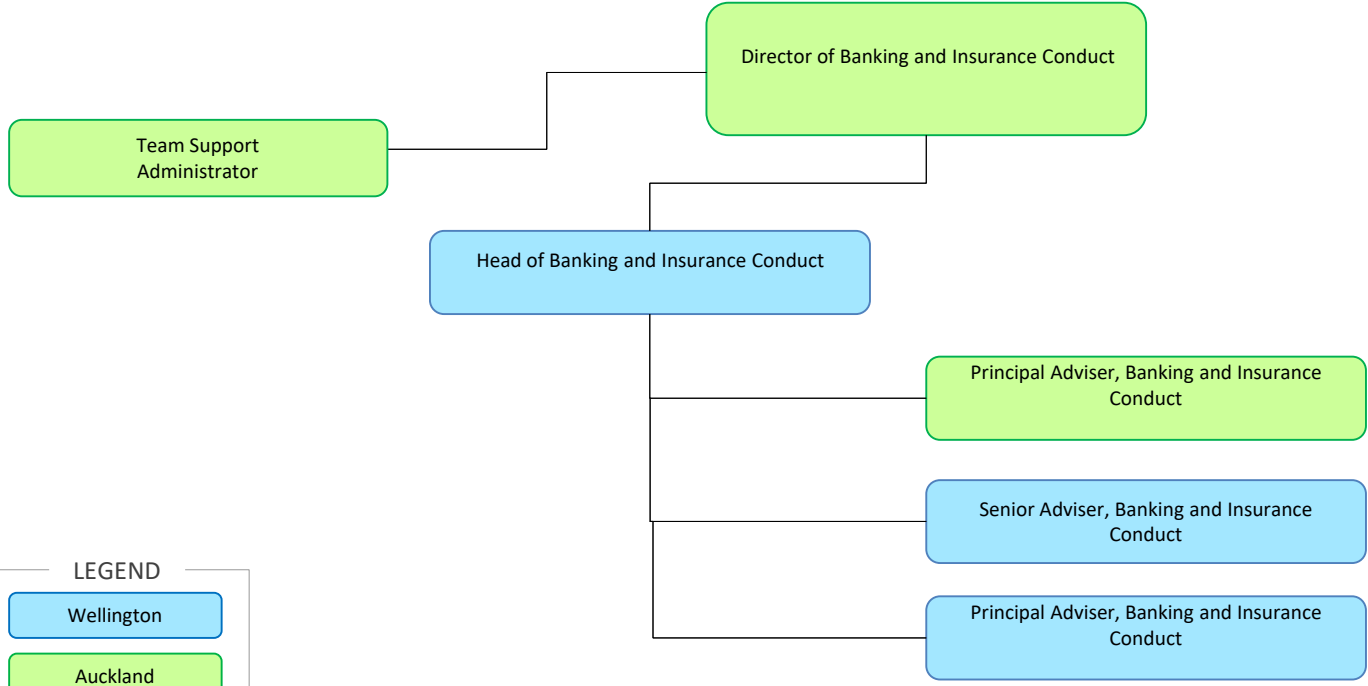 Director of Banking and Insurance Conduct
Team Support
Administrator
Head of Banking and Insurance Conduct
Principal Adviser, Banking and Insurance
Conduct
Senior Adviser, Banking and Insurance
Conduct
Principal Adviser, Banking and Insurance
Conduct
LEGEND
Wellington
Auckland